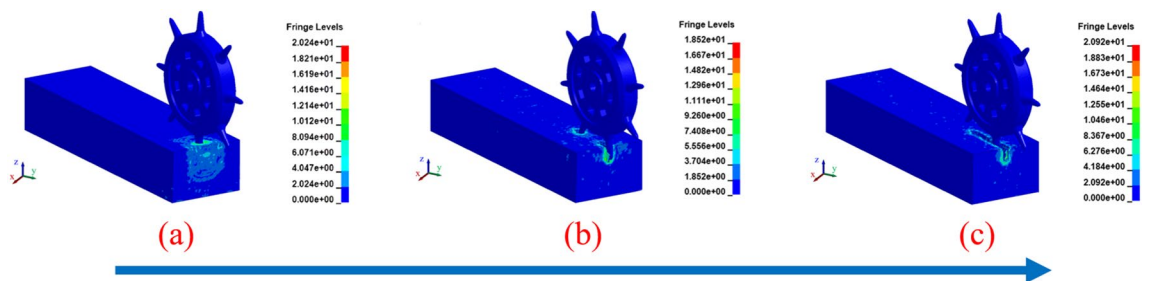 Fringe Levels
2.024e+01
1.821e+01
1.619e+01
1.416e+01
1.214e+01
1.012e+01
8.094e+00
6.071e+00
4.047e+00
2.024e+00
0.000e+00
z
x y
(a)
Fringe Levels
1.852e+01
1.667e+01
1.482e+01
1.296e+01
1.111e+01
9.260e+00
7.408e+00
5.556e+00
3.704e+00
1.852e+00
0.000e+00
z
x y
(b)
Fringe Levels
2.092e+01
1.883e+01
1.673e+01
1.464e+01
1.255e+01
1.046e+01
8.367e+00
6.276e+00
4.184e+00
2.092e+00
0.000e+00
z
x y
(c)